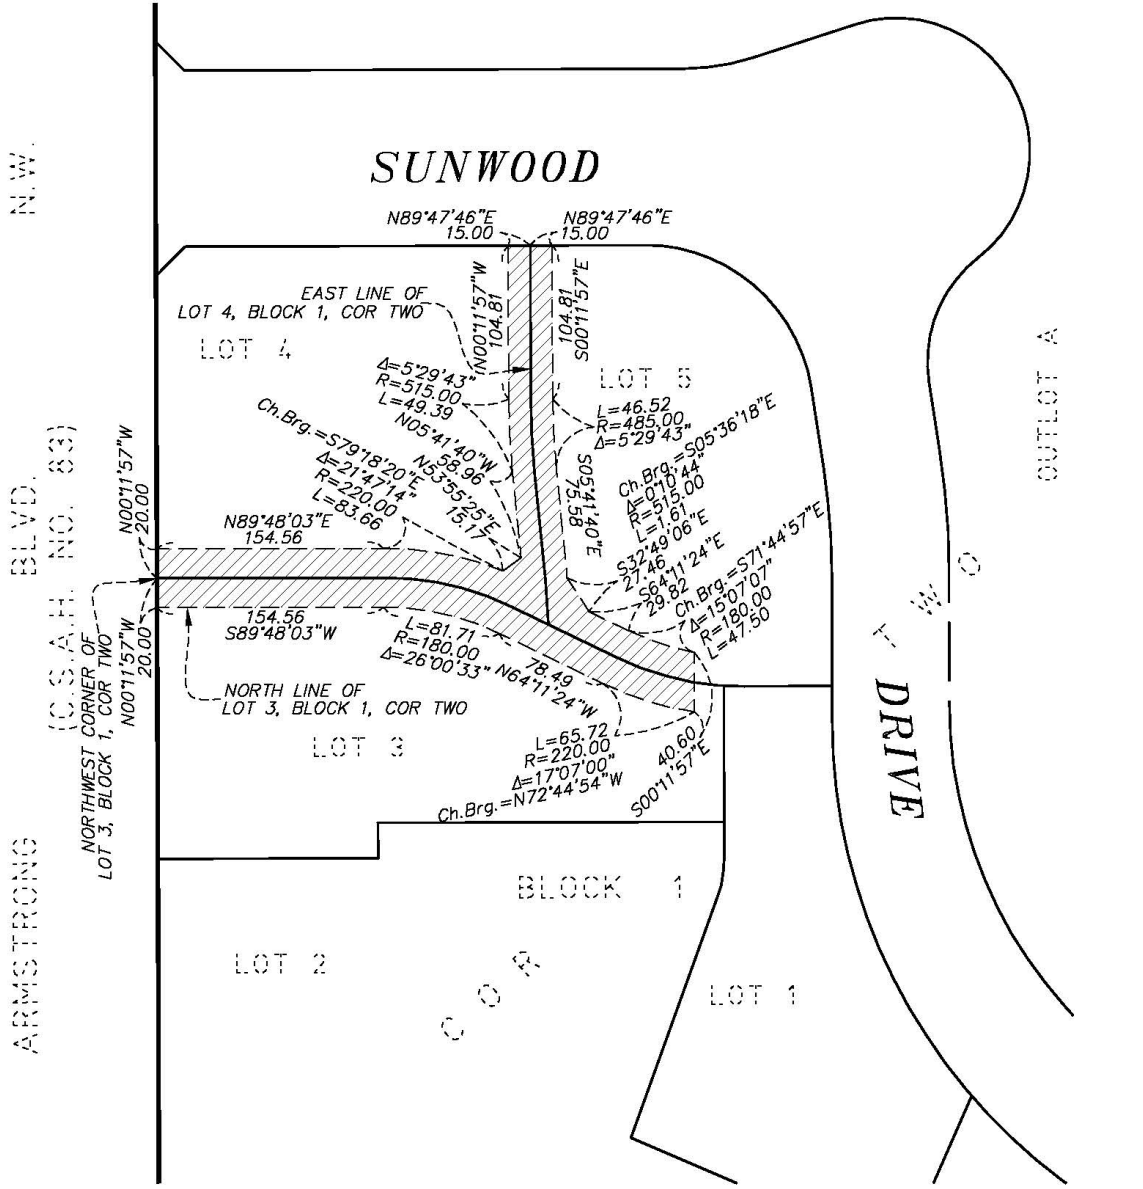 SUNWOOD
N.W.
N89°47'46"E
15.00
N89°47'46"E
15.00
EAST LINE OF
LOT 4, BLOCK 1, COR TWO
N00°11'57"W
104.81
104.81
S00°11'57"E
LOT 4
LOT 5
OUTLOT A
Δ=5°29'43"
R=515.00
L=49.39
N05°41'40"W
58.96
N53°55'25"E
15.17
Ch.Brg.=S79°18'20"E
Δ=21°47'14"
R=220.00
L=83.66
L=46.52
R=485.00
Δ=5°29'43"
S05°41'40"E
75.58
Ch.Brg.=S05°36'18"E
Δ=0°10'44"
R=515.00
L=1.61
S32°49'06"E
27.46
S64°11'24"E
29.82
Ch.Brg.=S71°44'57"E
Δ=15°07'07"
R=180.00
L=47.50
N00°11'57"W
20.00
N89°48'03"E
154.56
154.56
S89°48'03"W
N00°11'57"W
20.00
NORTHWEST CORNER OF
LOT 3, BLOCK 1, COR TWO
BLVD.
(C.S.A.H. NO. 83)
L=81.71
R=180.00
Δ=26°00'33"
78.49
N64°11'24"W
NORTH LINE OF
LOT 3, BLOCK 1, COR TWO
LOT 3
L=65.72
R=220.00
Δ=17°07'00"
Ch.Brg.=N72°44'54"W
40.60
S00°11'57"E
TWO
DRIVE
ARMSTRONG
BLOCK 1
LOT 2
COR
LOT 1